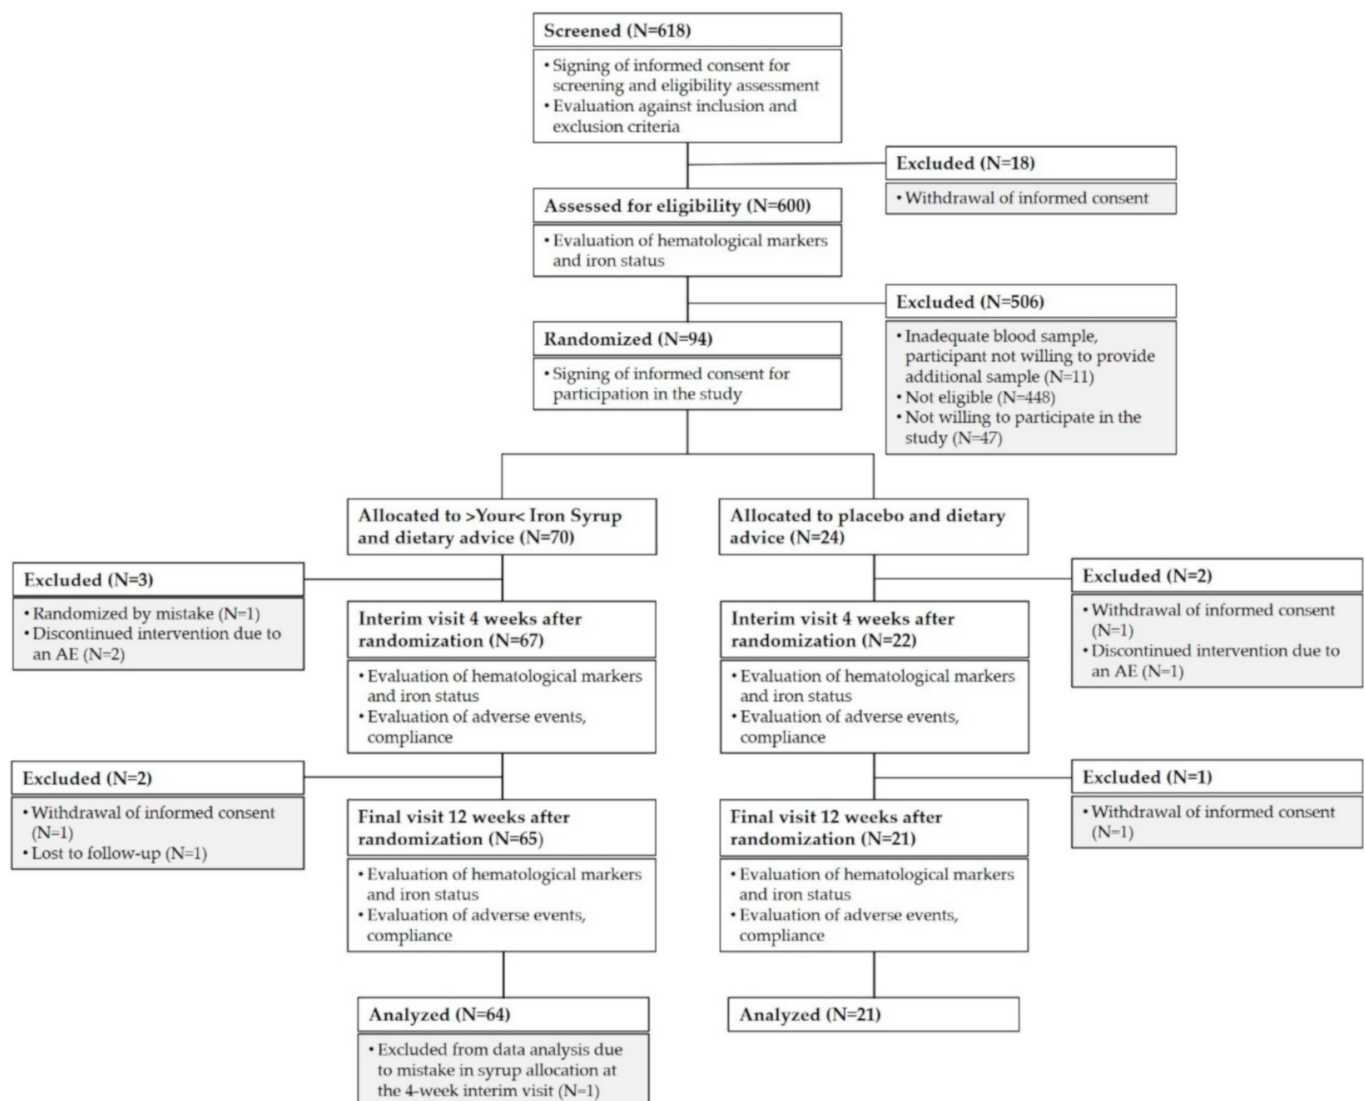 Screened (N=618)
• Signing of informed consent for
screening and eligibility assessment
• Evaluation against inclusion and
exclusion criteria
Excluded (N=18)
• Withdrawal of informed consent
Assessed for eligibility (N=600)
• Evaluation of hematological markers
and iron status
Excluded (N=506)
• Inadequate blood sample,
participant not willing to provide
additional sample (N=11)
• Not eligible (N=448)
• Not willing to participate in the
study (N=47)
Randomized (N=94)
• Signing of informed consent for
participation in the study
Allocated to >Your< Iron Syrup
and dietary advice (N=70)
Allocated to placebo and dietary
advice (N=24)
Excluded (N=3)
• Randomized by mistake (N=1)
• Discontinued intervention due to
an AE (N=2)
Excluded (N=2)
• Withdrawal of informed consent
(N=1)
• Discontinued intervention due to
an AE (N=1)
Interim visit 4 weeks after
randomization (N=67)
• Evaluation of hematological markers
and iron status
• Evaluation of adverse events,
compliance
Interim visit 4 weeks after
randomization (N=22)
• Evaluation of hematological markers
and iron status
• Evaluation of adverse events,
compliance
Excluded (N=2)
• Withdrawal of informed consent
(N=1)
• Lost to follow-up (N=1)
Excluded (N=1)
• Withdrawal of informed consent
(N=1)
Final visit 12 weeks after
randomization (N=65)
• Evaluation of hematological markers
and iron status
• Evaluation of adverse events,
compliance
Final visit 12 weeks after
randomization (N=21)
• Evaluation of hematological markers
and iron status
• Evaluation of adverse events,
compliance
Analyzed (N=64)
• Excluded from data analysis due
to mistake in syrup allocation at
the 4-week interim visit (N=1)
Analyzed (N=21)